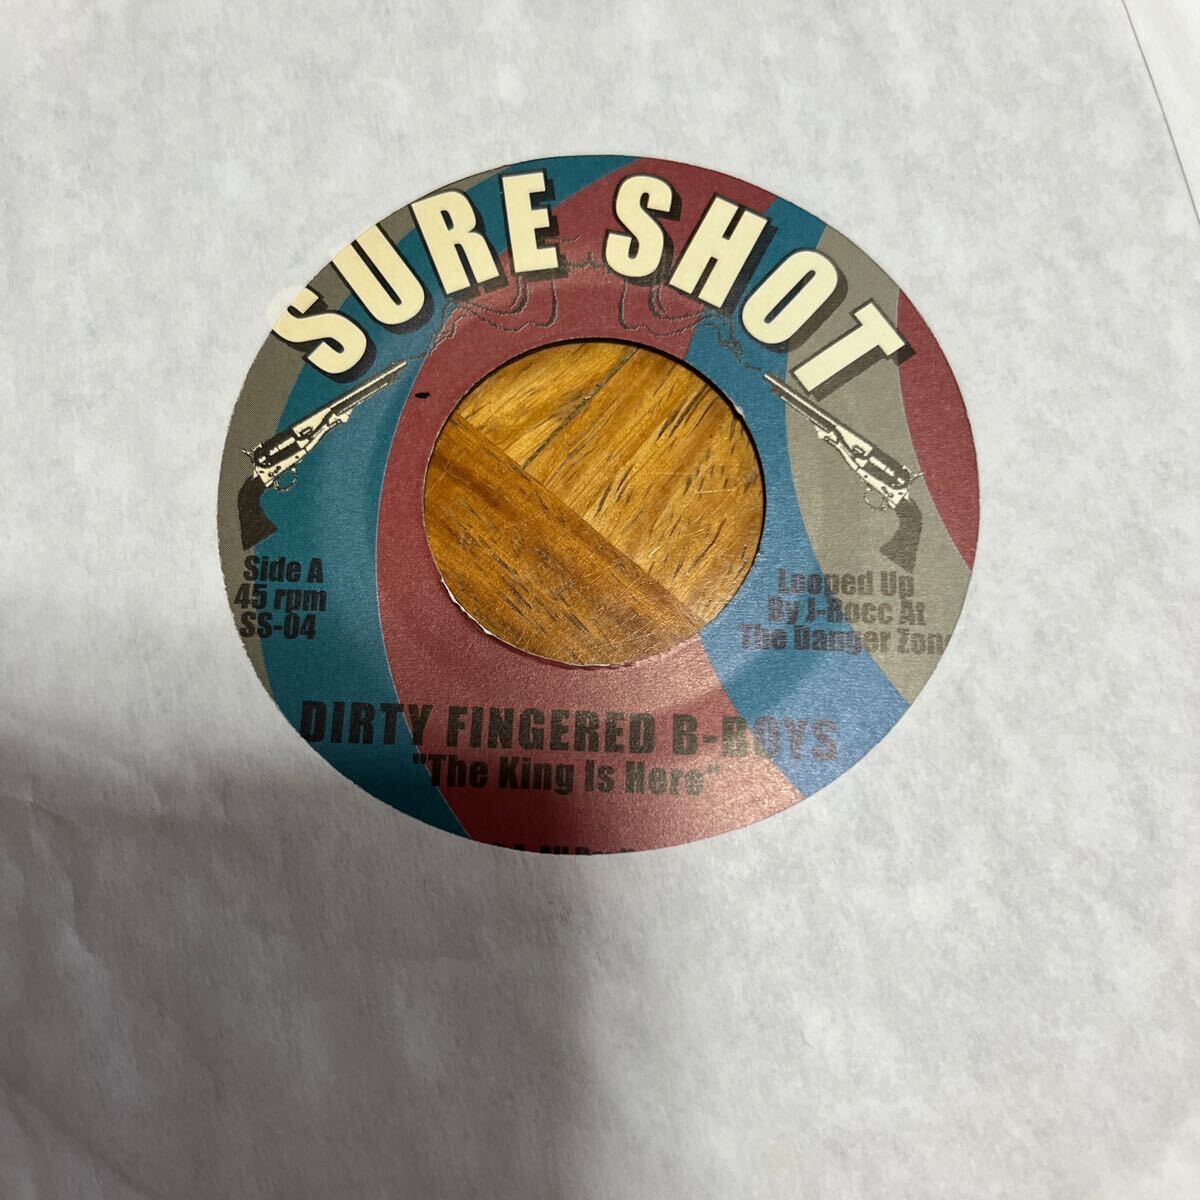 SURE SHOT
Side A
45 rpm
SS-04
Looped Up
By J-Rocc At
The Danger Zon
DIRTY FINGERED B-BOYS
"The King Is Here"